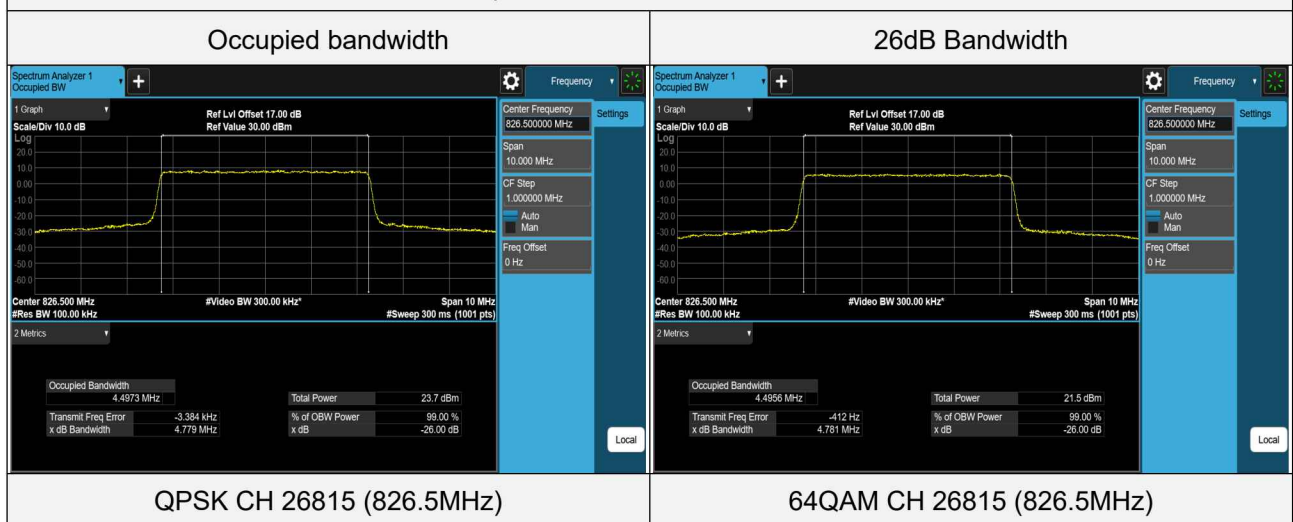 Occupied bandwidth
26dB Bandwidth
Spectrum Analyzer 1
Occupied BW
+
Frequency
1 Graph
Ref Lvl Offset 17.00 dB
Scale/Div 10.0 dB
Ref Value 30.00 dBm
Log
20.0
10.0
0.00
-10.0
-20.0
-30.0
-40.0
-50.0
-60.0
Center 826.500 MHz
#Video BW 300.00 kHz*
Span 10 MHz
#Res BW 100.00 kHz
#Sweep 300 ms (1001 pts)
Center Frequency
826.500000 MHz
Settings
Span
10.000 MHz
CF Step
1.000000 MHz
Auto
Man
Freq Offset
0 Hz
2 Metrics
Occupied Bandwidth
4.4973 MHz
Total Power 23.7 dBm
Transmit Freq Error -3.384 kHz
% of OBW Power 99.00 %
x dB Bandwidth 4.779 MHz
x dB -26.00 dB
Local
Spectrum Analyzer 1
Occupied BW
+
Frequency
1 Graph
Ref Lvl Offset 17.00 dB
Scale/Div 10.0 dB
Ref Value 30.00 dBm
Log
20.0
10.0
0.00
-10.0
-20.0
-30.0
-40.0
-50.0
-60.0
Center 826.500 MHz
#Video BW 300.00 kHz*
Span 10 MHz
#Res BW 100.00 kHz
#Sweep 300 ms (1001 pts)
Center Frequency
826.500000 MHz
Settings
Span
10.000 MHz
CF Step
1.000000 MHz
Auto
Man
Freq Offset
0 Hz
2 Metrics
Occupied Bandwidth
4.4956 MHz
Total Power 21.5 dBm
Transmit Freq Error -412 Hz
% of OBW Power 99.00 %
x dB Bandwidth 4.781 MHz
x dB -26.00 dB
Local
QPSK CH 26815 (826.5MHz)
64QAM CH 26815 (826.5MHz)